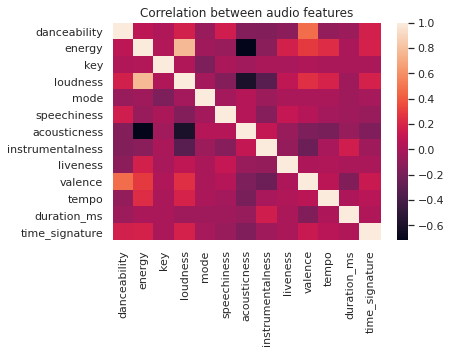 Correlation between audio features
danceability
energy
key
loudness
mode
speechiness
acousticness
instrumentalness
liveness
valence
tempo
duration_ms
time_signature
danceability
energy
key
loudness
mode
speechiness
acousticness
instrumentalness
liveness
valence
tempo
duration_ms
time_signature
1.0
0.8
0.6
0.4
0.2
0.0
−0.2
−0.4
−0.6